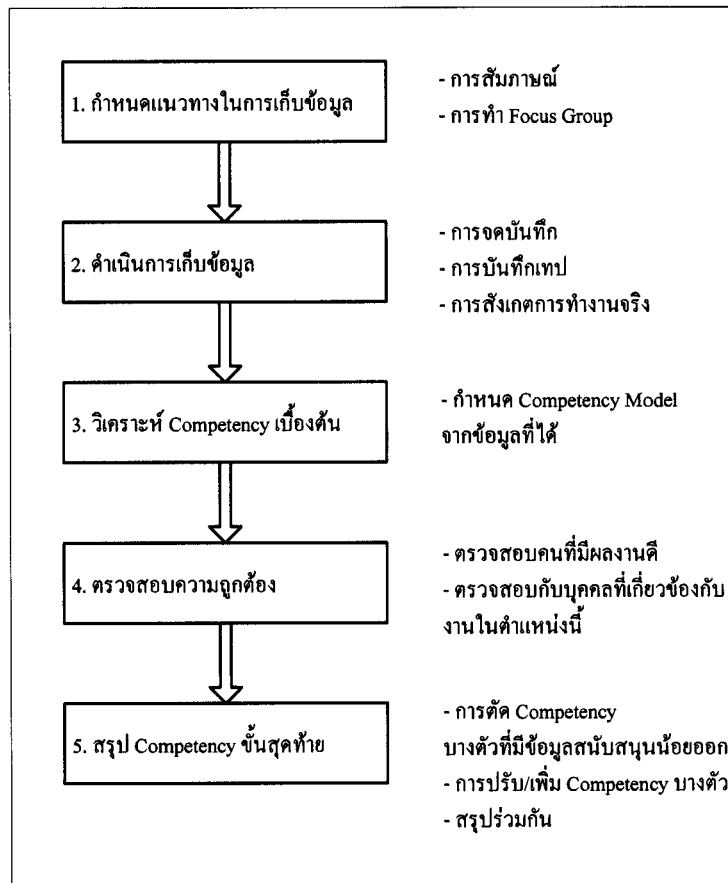 1. กำหนดแนวทางในการเก็บข้อมูล
- การสัมภาษณ์
- การทำ Focus Group
2. ดำเนินการเก็บข้อมูล
- การจดบันทึก
- การบันทึกเทป
- การสังเกตการทำงานจริง
3. วิเคราะห์ Competency เบื้องต้น
- กำหนด Competency Model
จากข้อมูลที่ได้
4. ตรวจสอบความถูกต้อง
- ตรวจสอบคนที่มีผลงานดี
- ตรวจสอบกับบุคคลที่เกี่ยวข้องกับ
งานในตำแหน่งนี้
5. สรุป Competency ขั้นสุดท้าย
- การตัด Competency
บางตัวที่มีข้อมูลสนับสนุนน้อยออก
- การปรับ/เพิ่ม Competency บางตัว
- สรุปร่วมกัน